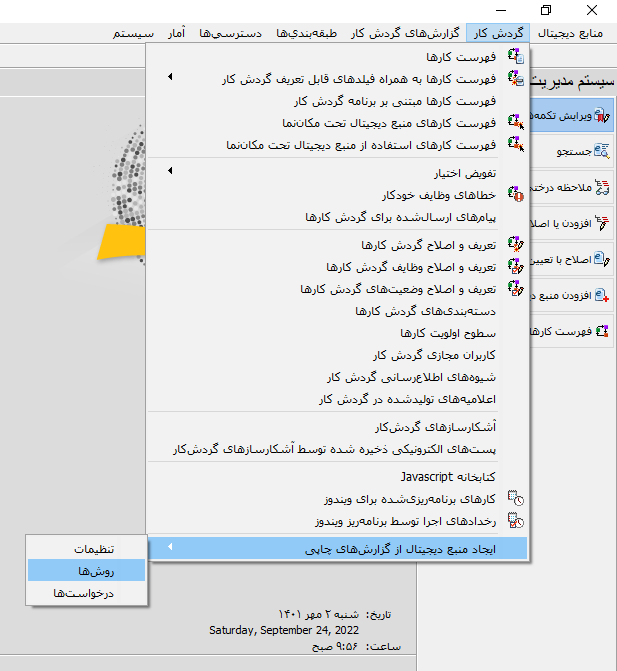 منابع دیجیتال گردش کار گزارش‌های گردش کار طبقه‌بندی‌ها دسترسی‌ها آمار سیستم
سیستم مدیریت
ویرایش تکمه‌
جستجو
ملاحظه درختی
افزودن یا اصلا
اصلاح با تعیین
افزودن منبع د
فهرست کارها
فهرست کارها
فهرست کارها به همراه فیلدهای قابل تعریف گردش کار
فهرست کارها مبتنی بر برنامه گردش کار
فهرست کارهای منبع دیجیتال تحت مکان‌نما
فهرست کارهای استفاده از منبع دیجیتال تحت مکان‌نما
تفویض اختیار
خطاهای وظایف خودکار
پیام‌های ارسال‌شده برای گردش کارها
تعریف و اصلاح گردش کارها
تعریف و اصلاح وظایف گردش کارها
تعریف و اصلاح وضعیت‌های گردش کارها
دسته‌بندی‌های گردش کارها
سطوح اولویت کارها
کاربران مجازی گردش کار
شیوه‌های اطلاع‌رسانی گردش کار
اعلامیه‌های تولیدشده در گردش کار
آشکارسازهای گردش‌کار
پست‌های الکترونیکی ذخیره شده توسط آشکارسازهای گردش‌کار
کتابخانه Javascript
کارهای برنامه‌ریزی‌شده برای ویندوز
رخدادهای اجرا توسط برنامه‌ریز ویندوز
ایجاد منبع دیجیتال از گزارش‌های چاپی
تنظیمات
روش‌ها
درخواست‌ها
تاریخ: شنبه ۲ مهر ۱۴۰۱
Saturday, September 24, 2022
ساعت: ۹:۵۶ صبح